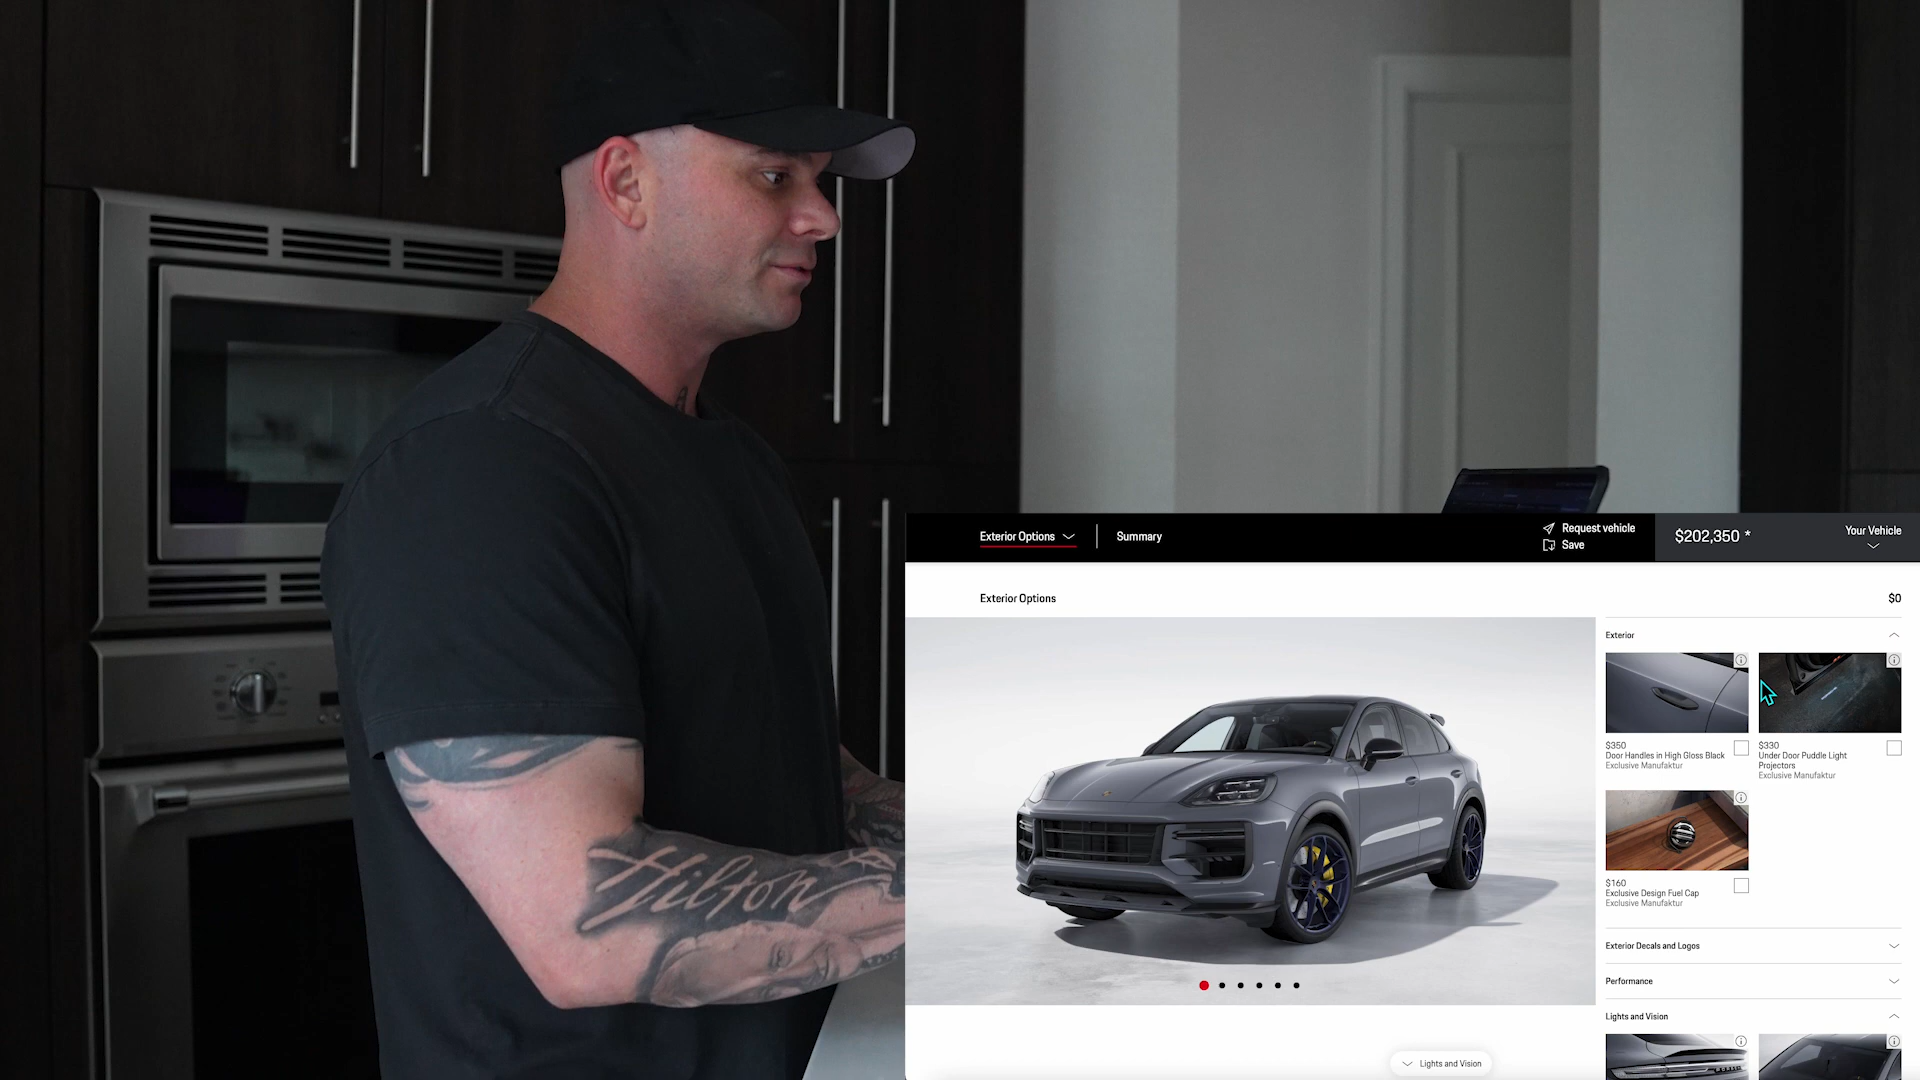 Hilton
Exterior Options
Summary
Request vehicle
Save
$202,350 *
Your Vehicle
Exterior Options
$0
Exterior
$350
Door Handles in High Gloss Black
Exclusive Manufaktur
$330
Under Door Puddle Light
Projectors
Exclusive Manufaktur
$160
Exclusive Design Fuel Cap
Exclusive Manufaktur
Exterior Decals and Logos
Performance
Lights and Vision
Lights and Vision